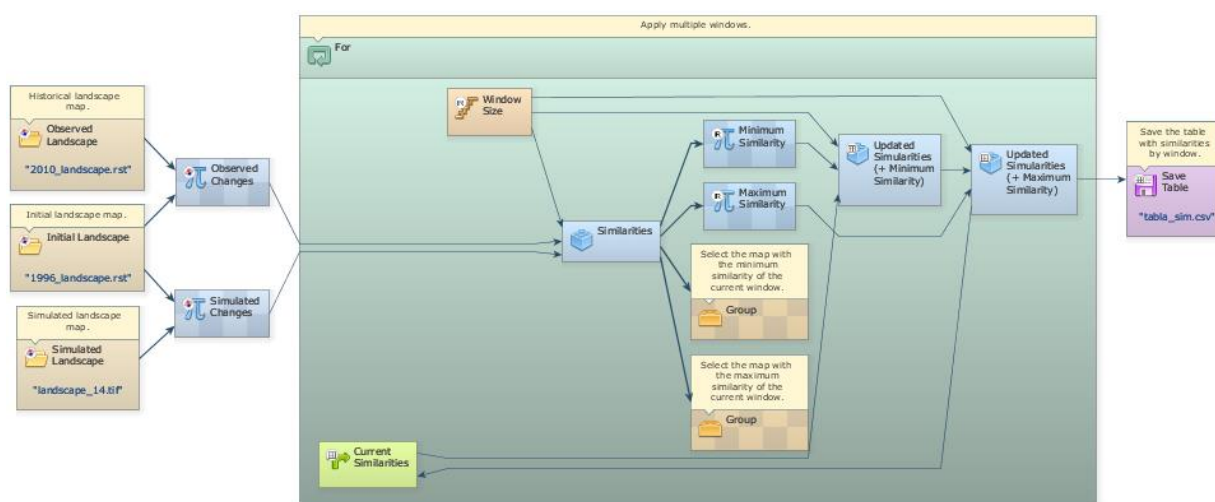 Apply multiple windows.
For
Historical landscape
map.
Observed
Landscape
"2010_landscape.rst"
Initial landscape map.
Initial Landscape
"1996_landscape.rst"
Simulated landscape
map.
Simulated
Landscape
"landscape_14.tif"
Observed
Changes
Simulated
Changes
Window
Size
Similarities
Minimum
Similarity
Maximum
Similarity
Select the map with
the minimum
similarity of the
current window.
Group
Select the map with
the maximum
similarity of the
current window.
Group
Updated
Simularities
(+ Minimum
Similarity)
Updated
Simularities
(+ Maximum
Similarity)
Current
Similarities
Save the table
with similarities
by window.
Save
Table
"tabla_sim.csv"